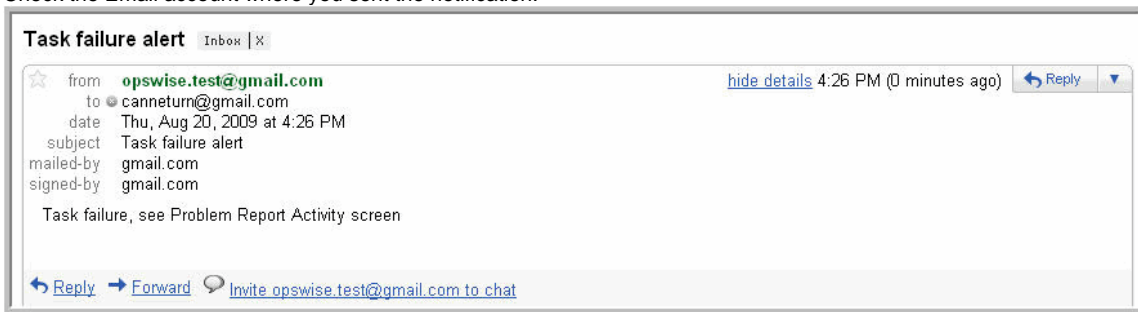 Check the Email account where you sent the notification.
Task failure alert Inbox | X
from opswise.test@gmail.com hide details 4:26 PM (0 minutes ago) Reply
to canneturn@gmail.com
date Thu, Aug 20, 2009 at 4:26 PM
subject Task failure alert
mailed-by gmail.com
signed-by gmail.com
Task failure, see Problem Report Activity screen
Reply Forward Invite opswise.test@gmail.com to chat